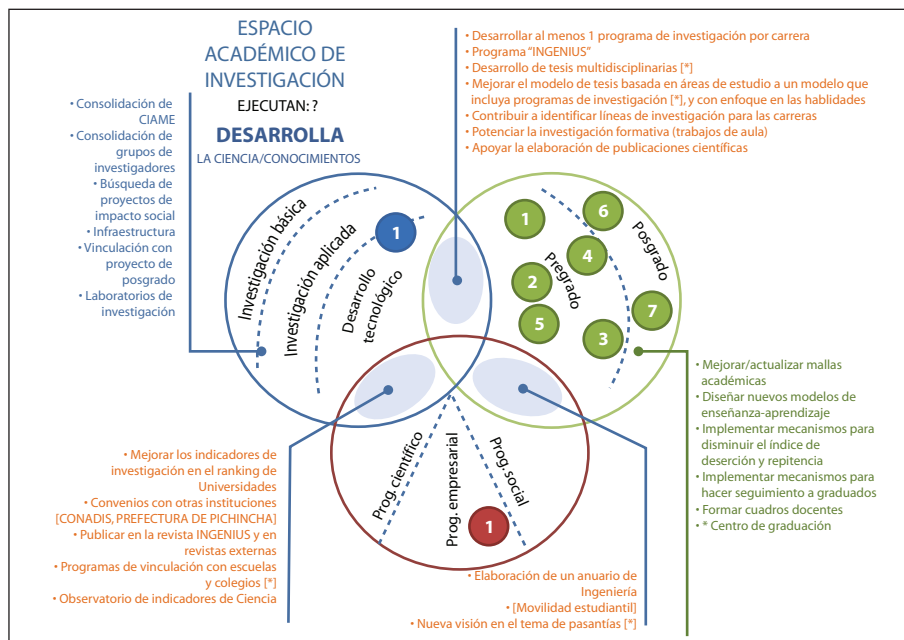 ESPACIO
ACADÉMICO DE
INVESTIGACIÓN
EJECUTAN: ?
DESARROLLA
LA CIENCIA/CONOCIMIENTOS
• Desarrollar al menos 1 programa de investigación por carrera
• Programa “INGENIUS”
• Desarrollo de tesis multidisciplinarias [*]
• Mejorar el modelo de tesis basada en áreas de estudio a un modelo que
incluya programas de investigación [*], y con enfoque en las hablidades
• Contribuir a identificar líneas de investigación para las carreras
• Potenciar la investigación formativa (trabajos de aula)
• Apoyar la elaboración de publicaciones científicas
• Consolidación de
CIAME
• Consolidación de
grupos de
investigadores
• Búsqueda de
proyectos de
impacto social
• Infraestructura
• Vinculación con
proyecto de
posgrado
• Laboratorios de
investigación
Investigación básica
Investigación aplicada
Desarrollo
tecnológico
1
1
6
4
2
5
3
7
Pregrado
Posgrado
• Mejorar/actualizar mallas
académicas
• Diseñar nuevos modelos de
enseñanza-aprendizaje
• Implementar mecanismos para
disminuir el índice de
deserción y repitencia
• Implementar mecanismos para
hacer seguimiento a graduados
• Formar cuadros docentes
• * Centro de graduación
Prog. científico
Prog. empresarial
Prog. social
1
• Mejorar los indicadores de
investigación en el ranking de
Universidades
• Convenios con otras instituciones
[CONADIS, PREFECTURA DE PICHINCHA]
• Publicar en la revista INGENIUS y en
revistas externas
• Programas de vinculación con escuelas
y colegios [*]
• Observatorio de indicadores de Ciencia
• Elaboración de un anuario de
Ingeniería
• [Movilidad estudiantil]
• Nueva visión en el tema de pasantías [*]